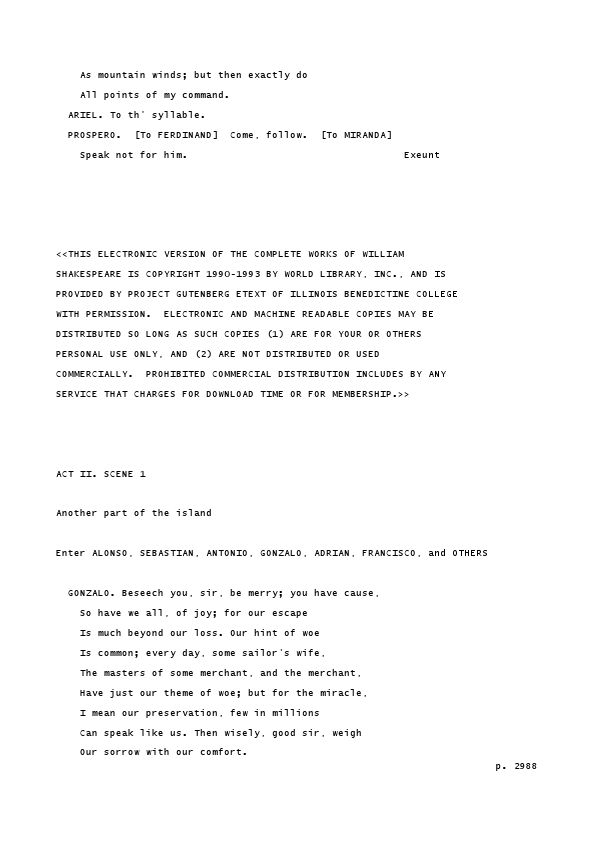 As mountain winds; but then exactly do
All points of my command.
ARIEL. To th' syllable.
PROSPERO.  [To FERDINAND]  Come, follow.  [To MIRANDA]
Speak not for him.                                    Exeunt
<<THIS ELECTRONIC VERSION OF THE COMPLETE WORKS OF WILLIAM
SHAKESPEARE IS COPYRIGHT 1990-1993 BY WORLD LIBRARY, INC., AND IS
PROVIDED BY PROJECT GUTENBERG ETEXT OF ILLINOIS BENEDICTINE COLLEGE
WITH PERMISSION.  ELECTRONIC AND MACHINE READABLE COPIES MAY BE
DISTRIBUTED SO LONG AS SUCH COPIES (1) ARE FOR YOUR OR OTHERS
PERSONAL USE ONLY, AND (2) ARE NOT DISTRIBUTED OR USED
COMMERCIALLY.  PROHIBITED COMMERCIAL DISTRIBUTION INCLUDES BY ANY
SERVICE THAT CHARGES FOR DOWNLOAD TIME OR FOR MEMBERSHIP.>>
ACT II. SCENE 1
Another part of the island
Enter ALONSO, SEBASTIAN, ANTONIO, GONZALO, ADRIAN, FRANCISCO, and OTHERS
GONZALO. Beseech you, sir, be merry; you have cause,
So have we all, of joy; for our escape
Is much beyond our loss. Our hint of woe
Is common; every day, some sailor's wife,
The masters of some merchant, and the merchant,
Have just our theme of woe; but for the miracle,
I mean our preservation, few in millions
Can speak like us. Then wisely, good sir, weigh
Our sorrow with our comfort.
p. 2988